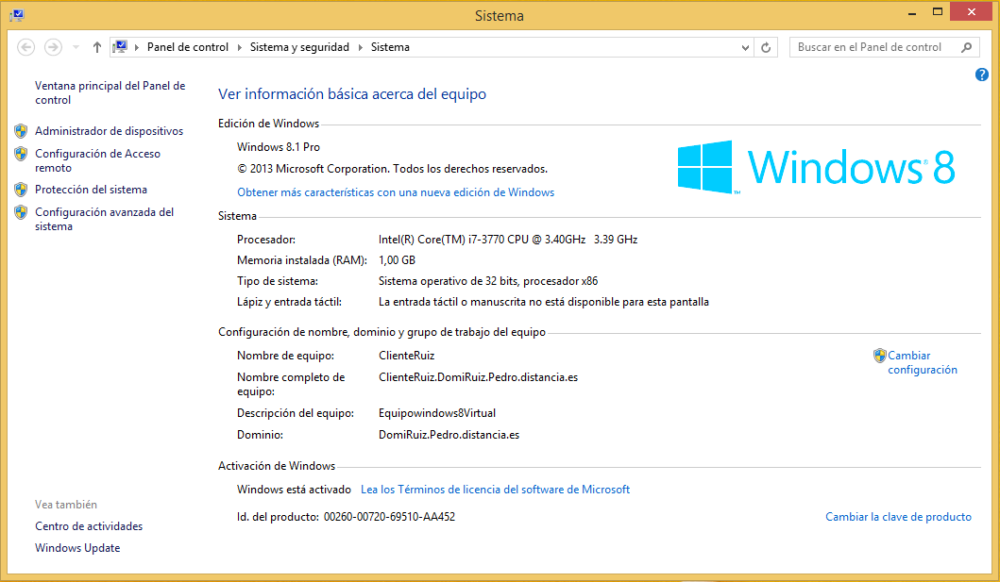 Sistema
Panel de control
Sistema y seguridad
Sistema
Buscar en el Panel de control
?
Ventana principal del Panel de
control
Administrador de dispositivos
Configuración de Acceso
remoto
Protección del sistema
Configuración avanzada del
sistema
Ver información básica acerca del equipo
Edición de Windows
Windows 8.1 Pro
© 2013 Microsoft Corporation. Todos los derechos reservados.
Obtener más características con una nueva edición de Windows
Windows® 8
Sistema
Procesador: Intel(R) Core(TM) i7-3770 CPU @ 3.40GHz 3.39 GHz
Memoria instalada (RAM): 1,00 GB
Tipo de sistema: Sistema operativo de 32 bits, procesador x86
Lápiz y entrada táctil: La entrada táctil o manuscrita no está disponible para esta pantalla
Configuración de nombre, dominio y grupo de trabajo del equipo
Nombre de equipo: ClienteRuiz
Cambiar
configuración
Nombre completo de ClienteRuiz.DomiRuiz.Pedro.distancia.es
equipo:
Descripción del equipo: Equipowindows8Virtual
Dominio: DomiRuiz.Pedro.distancia.es
Activación de Windows
Windows está activado Lea los Términos de licencia del software de Microsoft
Id. del producto: 00260-00720-69510-AA452
Cambiar la clave de producto
Vea también
Centro de actividades
Windows Update